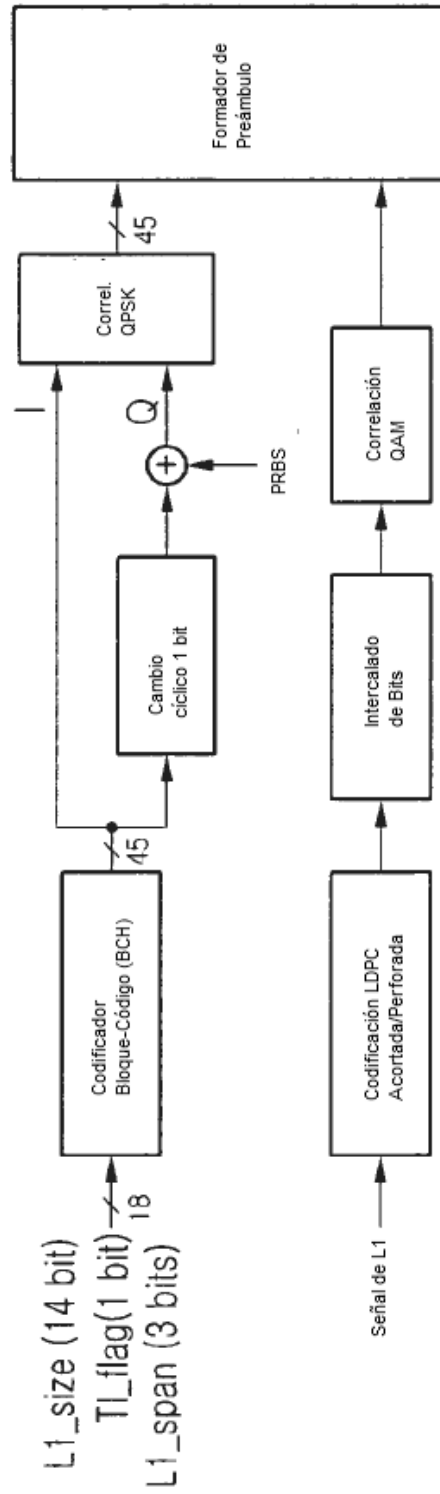 L1_size (14 bit)
TI_flag(1 bit)
L1_span (3 bits)
18
Codificador
Bloque-Código (BCH)
45
I
Cambio
cíclico 1 bit
Q
PRBS
Correl.
QPSK
45
Formador de
Preámbulo
Señal de L1
Codificación LDPC
Acortada/Perforada
Intercalado
de Bits
Correlación
QAM